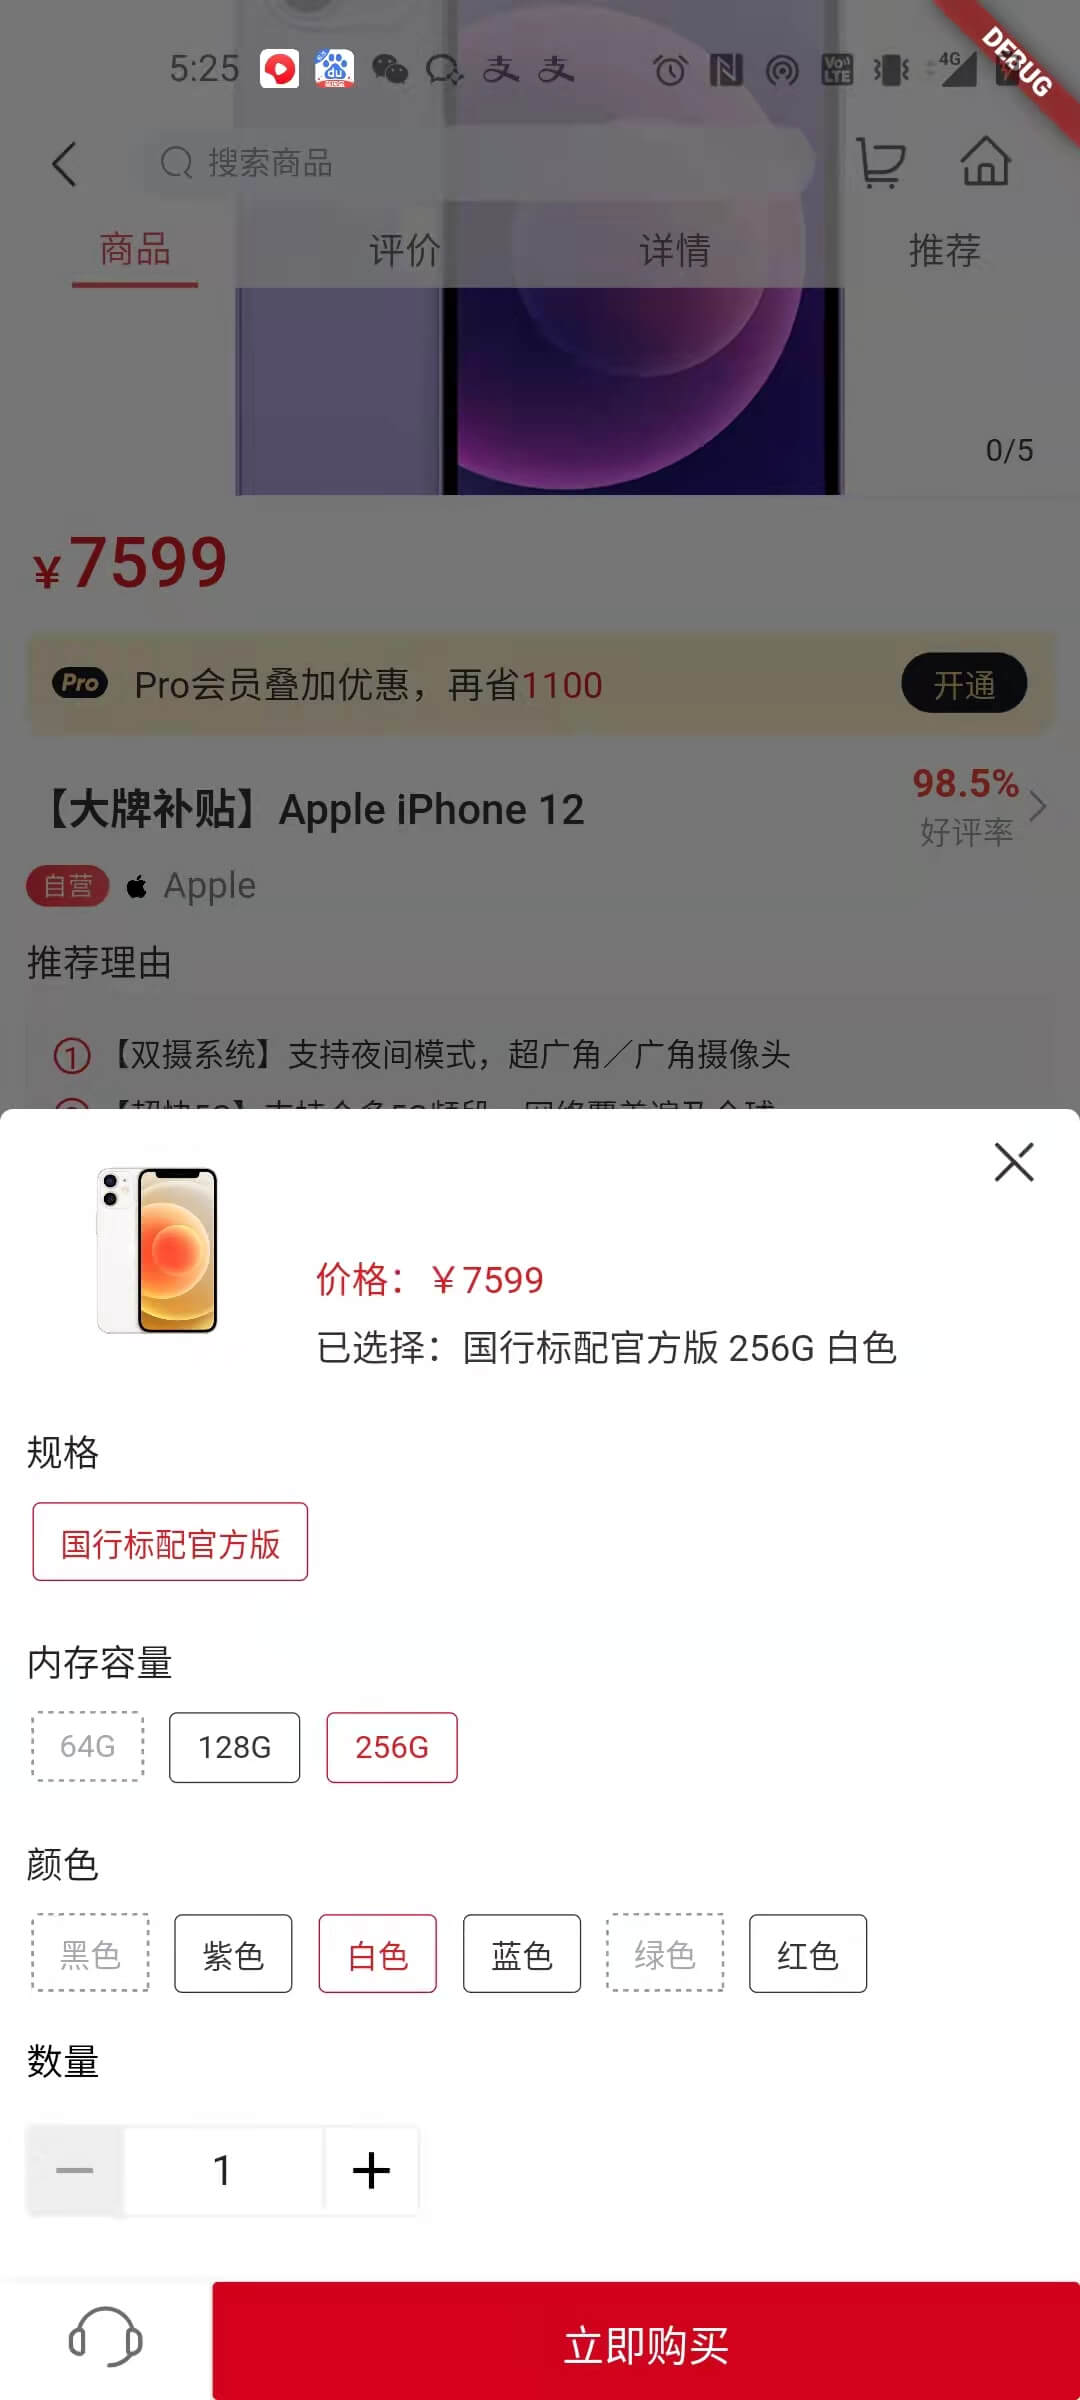 5:25
4G
VoLTE
DEBUG
搜索商品
商品 评价 详情 推荐
0/5
¥7599
Pro Pro会员叠加优惠，再省1100 开通
【大牌补贴】Apple iPhone 12
98.5%
好评率
自营 Apple
推荐理由
① 【双摄系统】支持夜间模式，超广角／广角摄像头
价格：￥7599
已选择：国行标配官方版 256G 白色
规格
国行标配官方版
内存容量
64G 128G 256G
颜色
黑色 紫色 白色 蓝色 绿色 红色
数量
1
立即购买